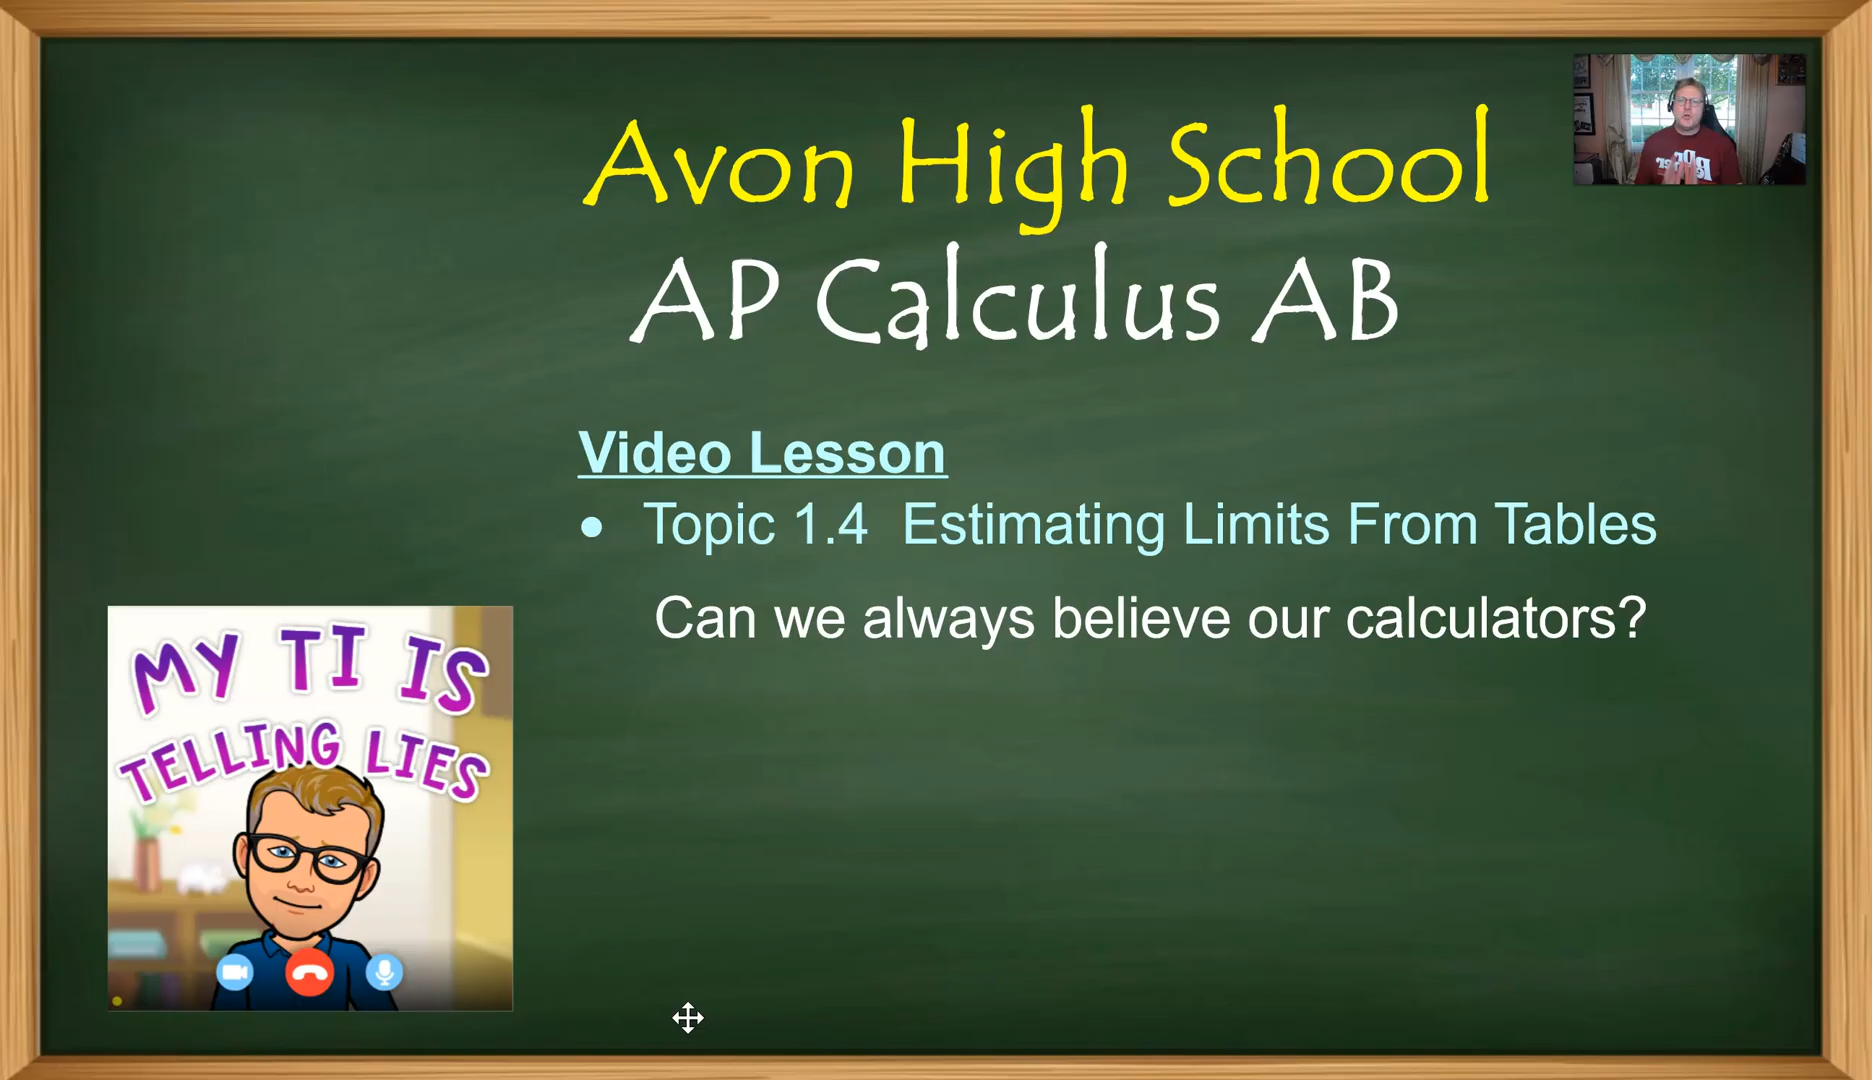 Avon High School
AP Calculus AB
Video Lesson
Topic 1.4 Estimating Limits From Tables
Can we always believe our calculators?
MY TI IS
TELLING LIES